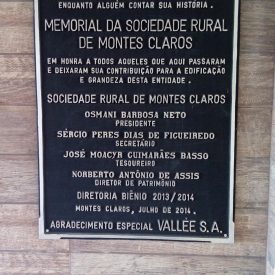 ENQUANTO ALGUÉM CONTAR SUA HISTÓRIA.
MEMORIAL DA SOCIEDADE RURAL
DE MONTES CLAROS
EM HONRA A TODOS AQUELES QUE AQUI PASSARAM
E DEIXARAM SUA CONTRIBUIÇÃO PARA A EDIFICAÇÃO
E GRANDEZA DESTA ENTIDADE.
SOCIEDADE RURAL DE MONTES CLAROS
OSMANI BARBOSA NETO
PRESIDENTE
SÉRGIO PERES DIAS DE FIGUEIREDO
SECRETÁRIO
JOSÉ MOACYR GUIMARÃES BASSO
TESOUREIRO
NORBERTO ANTÔNIO DE ASSIS
DIRETOR DE PATRIMÔNIO
DIRETORIA BIÊNIO 2013/2014
MONTES CLAROS, JULHO DE 2014.
AGRADECIMENTO ESPECIAL VALLÉE S.A.